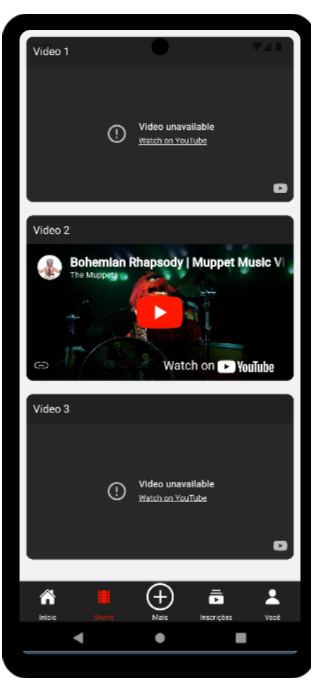 Video 1
Video unavailable
Watch on YouTube
Video 2
Bohemian Rhapsody | Muppet Music Vi
The Muppets
Watch on YouTube
Video 3
Video unavailable
Watch on YouTube
Início Shorts Mais Inscrições Você